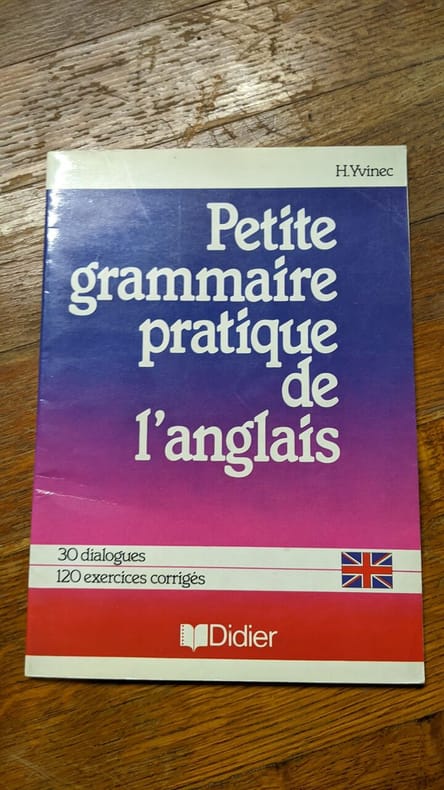 H.Yvinec
Petite
grammaire
pratique
de
l'anglais
30 dialogues
120 exercices corrigés
Didier